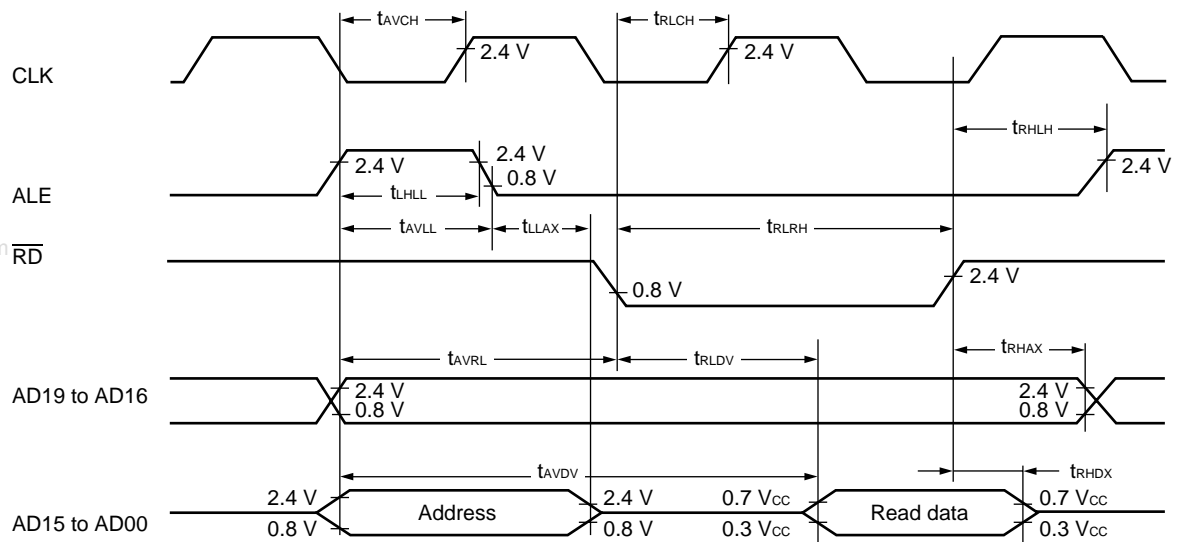 tAVCH tRLCH
2.4 V 2.4 V
CLK
tRHLH
2.4 V 2.4 V 2.4 V
0.8 V
ALE
tLHLL
tAVLL tLLAX tRLRH
RD
0.8 V 2.4 V
tAVRL tRLDV tRHAX
AD19 to AD16
2.4 V 2.4 V
0.8 V 0.8 V
tAVDV tRHDX
2.4 V 2.4 V 0.7 VCC 0.7 VCC
AD15 to AD00 Address Read data
0.8 V 0.8 V 0.3 VCC 0.3 VCC